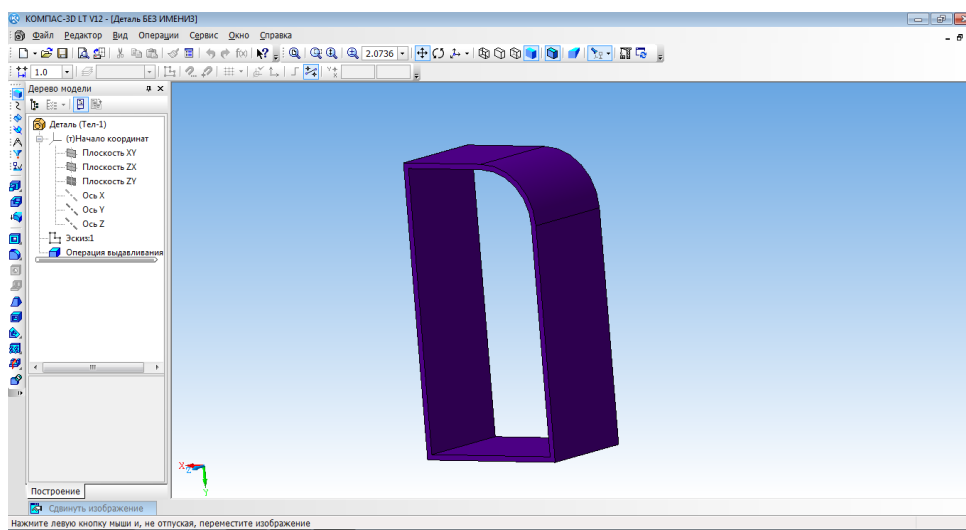 КОМПАС-3D LT V12 - [Деталь БЕЗ ИМЕНИ3]
Файл Редактор Вид Операции Сервис Окно Справка
2.0736
1.0
Дерево модели
Деталь (Тел-1)
(т)Начало координат
Плоскость XY
Плоскость ZX
Плоскость ZY
Ось X
Ось Y
Ось Z
Эскиз:1
Операция выдавливания
X
Z
Y
Построение
Сдвинуть изображение
Нажмите левую кнопку мыши и, не отпуская, переместите изображение